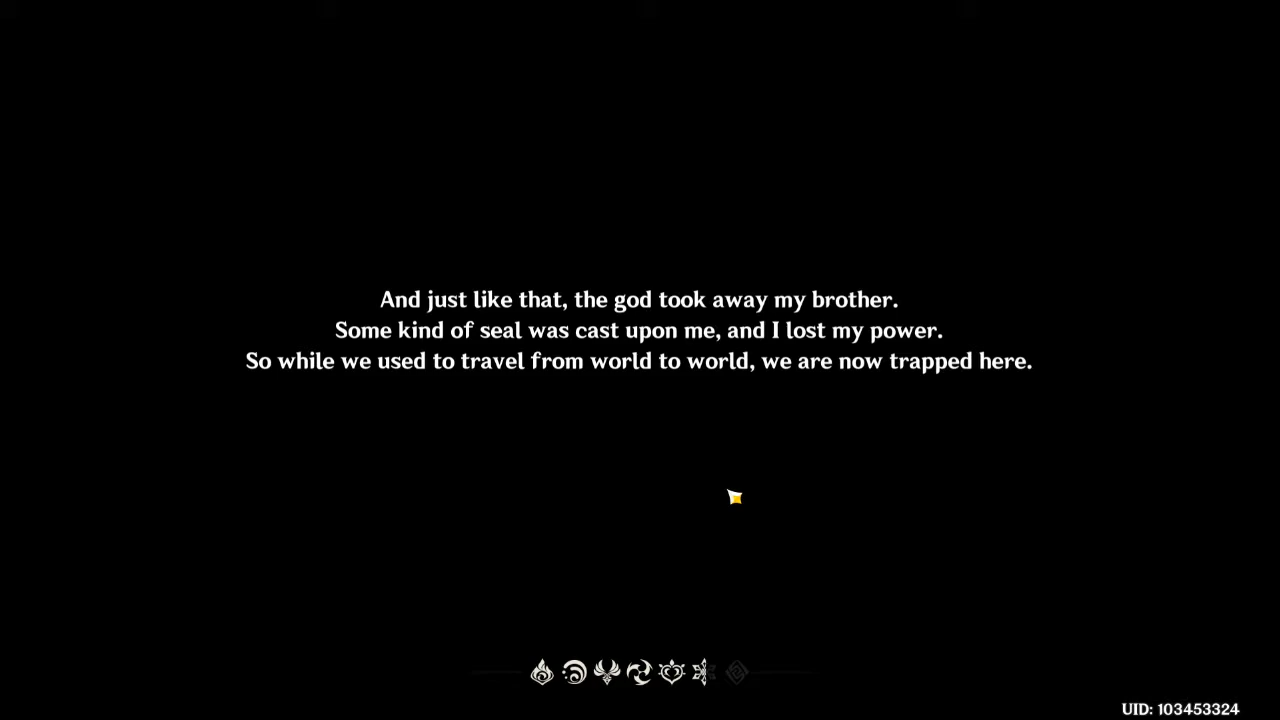 And just like that, the god took away my brother.
Some kind of seal was cast upon me, and I lost my power.
So while we used to travel from world to world, we are now trapped here.
UID: 103453324